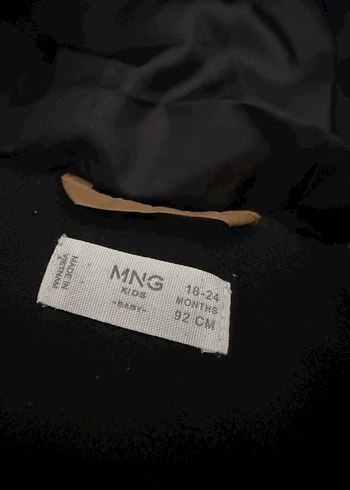 MADE IN
VIETNAM
MNG
KIDS
-BABY-
18-24
MONTHS
92 CM